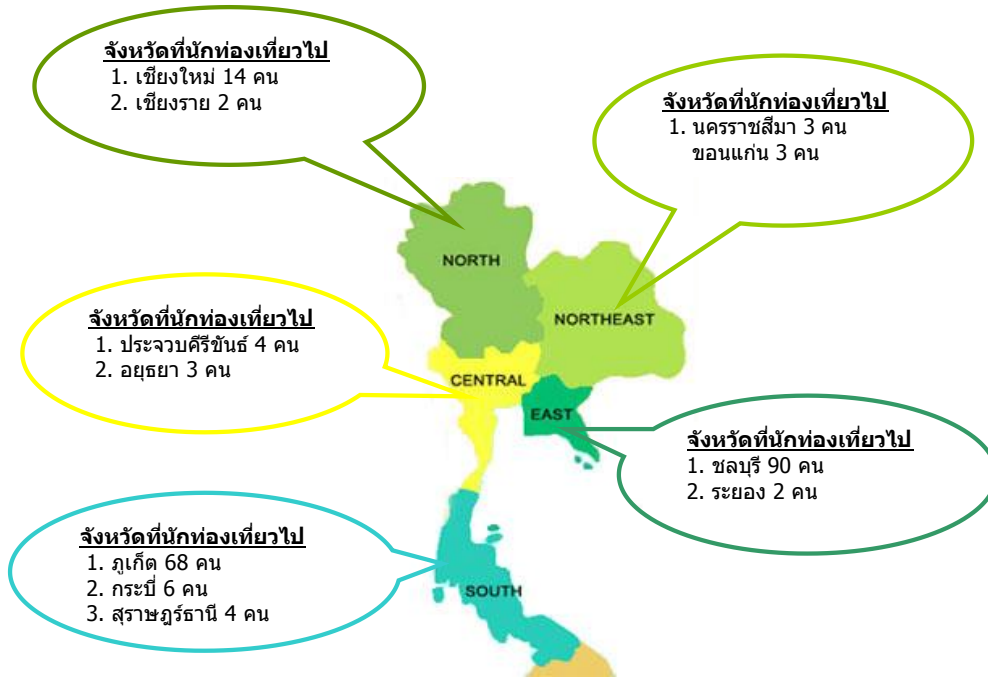 จังหวัดที่นักท่องเที่ยวไป
1. เชียงใหม่ 14 คน
2. เชียงราย 2 คน
จังหวัดที่นักท่องเที่ยวไป
1. นครราชสีมา 3 คน
ขอนแก่น 3 คน
NORTH
NORTHEAST
จังหวัดที่นักท่องเที่ยวไป
1. ประจวบคีรีขันธ์ 4 คน
2. อยุธยา 3 คน
CENTRAL
EAST
จังหวัดที่นักท่องเที่ยวไป
1. ชลบุรี 90 คน
2. ระยอง 2 คน
จังหวัดที่นักท่องเที่ยวไป
1. ภูเก็ต 68 คน
2. กระบี่ 6 คน
3. สุราษฎร์ธานี 4 คน
SOUTH